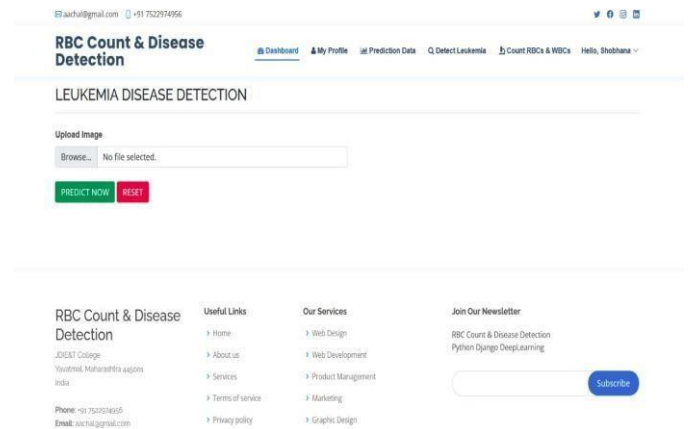 aachal@gmail.com +91 7522974956
RBC Count & Disease
Detection
Dashboard My Profile Prediction Data Detect Leukemia Count RBCs & WBCs Hello, Shobhana
LEUKEMIA DISEASE DETECTION
Upload Image
Browse... No file selected.
PREDICT NOW RESET
RBC Count & Disease
Detection
JDIE&T College
Yavatmal, Maharashtra 445001
India
Phone: +91 7522974956
Email: aachal@gmail.com
Useful Links
Home
About us
Services
Terms of service
Privacy policy
Our Services
Web Design
Web Development
Product Management
Marketing
Graphic Design
Join Our Newsletter
RBC Count & Disease Detection
Python Django DeepLearning
Subscribe